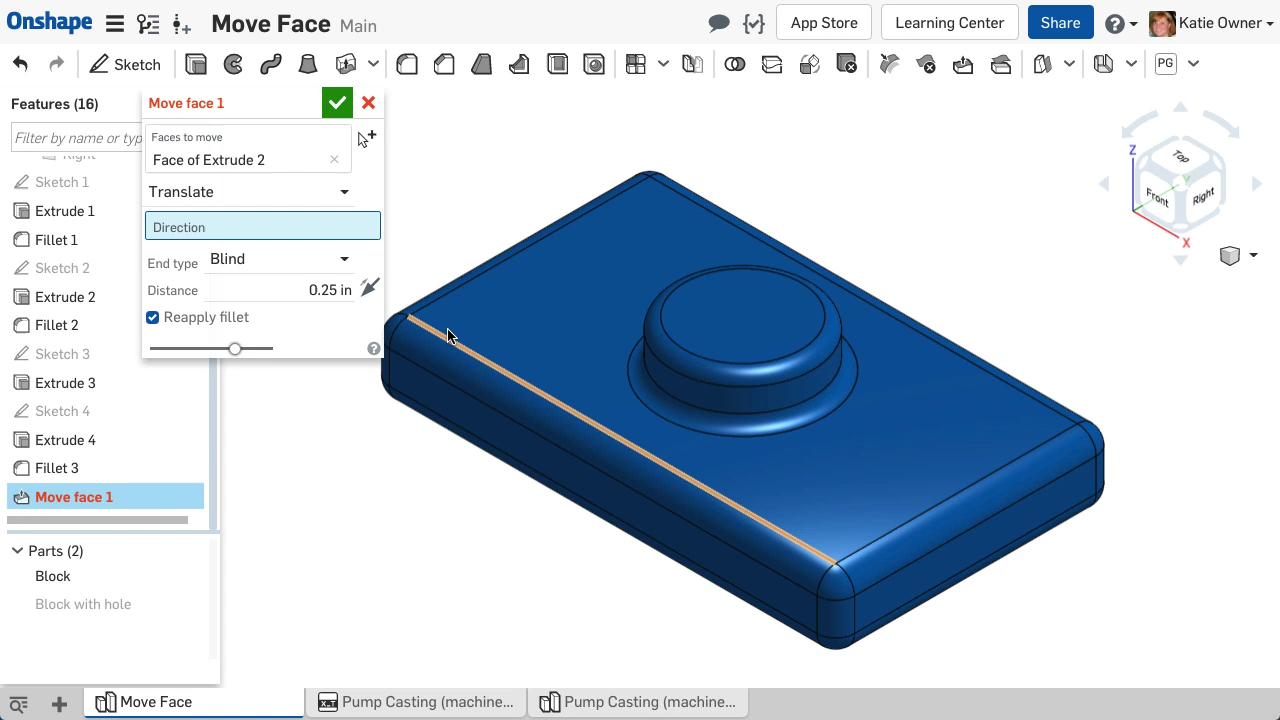 Onshape Move Face Main App Store Learning Center Share Katie Owner
Sketch PG
Features (16)
Filter by name or typ
Right
Sketch 1
Extrude 1
Fillet 1
Sketch 2
Extrude 2
Fillet 2
Sketch 3
Extrude 3
Sketch 4
Extrude 4
Fillet 3
Move face 1
Parts (2)
Block
Block with hole
Move face 1
Faces to move
Face of Extrude 2
Translate
Direction
End type Blind
Distance 0.25 in
Reapply fillet
Z
Top
Y
Front
Right
X
Move Face
Pump Casting (machine...
Pump Casting (machine...